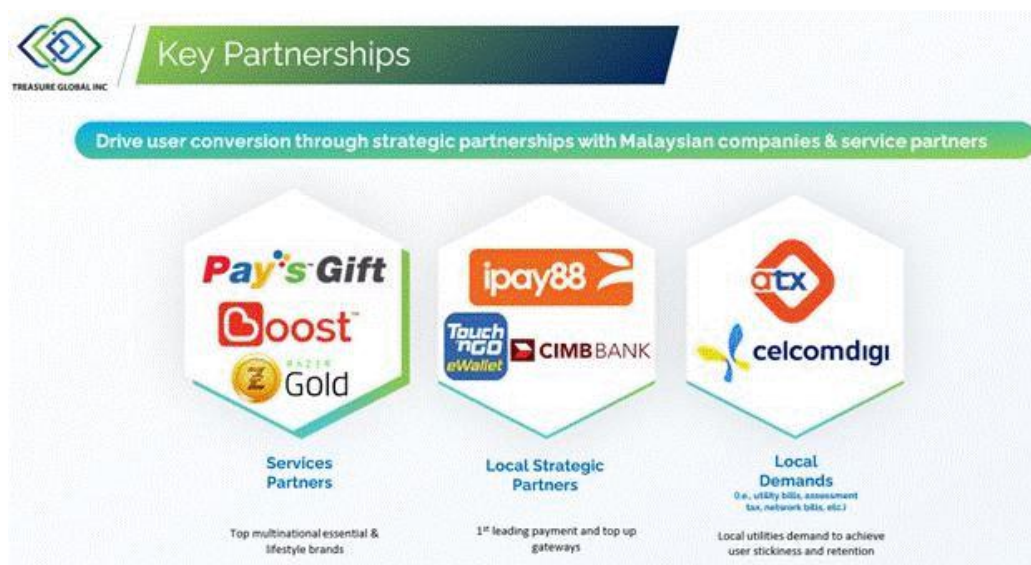 TREASURE GLOBAL INC
Key Partnerships
Drive user conversion through strategic partnerships with Malaysian companies & service partners
Pay's Gift
Boost™
RAZER
Gold
Services
Partners
Top multinational essential &
lifestyle brands
ipay88
Touch
'nGO
eWallet
CIMB BANK
Local Strategic
Partners
1st leading payment and top up
gateways
atx
celcomdigi
Local
Demands
(i.e., utility bills, assessment
tax, network bills, etc.)
Local utilities demand to achieve
user stickiness and retention